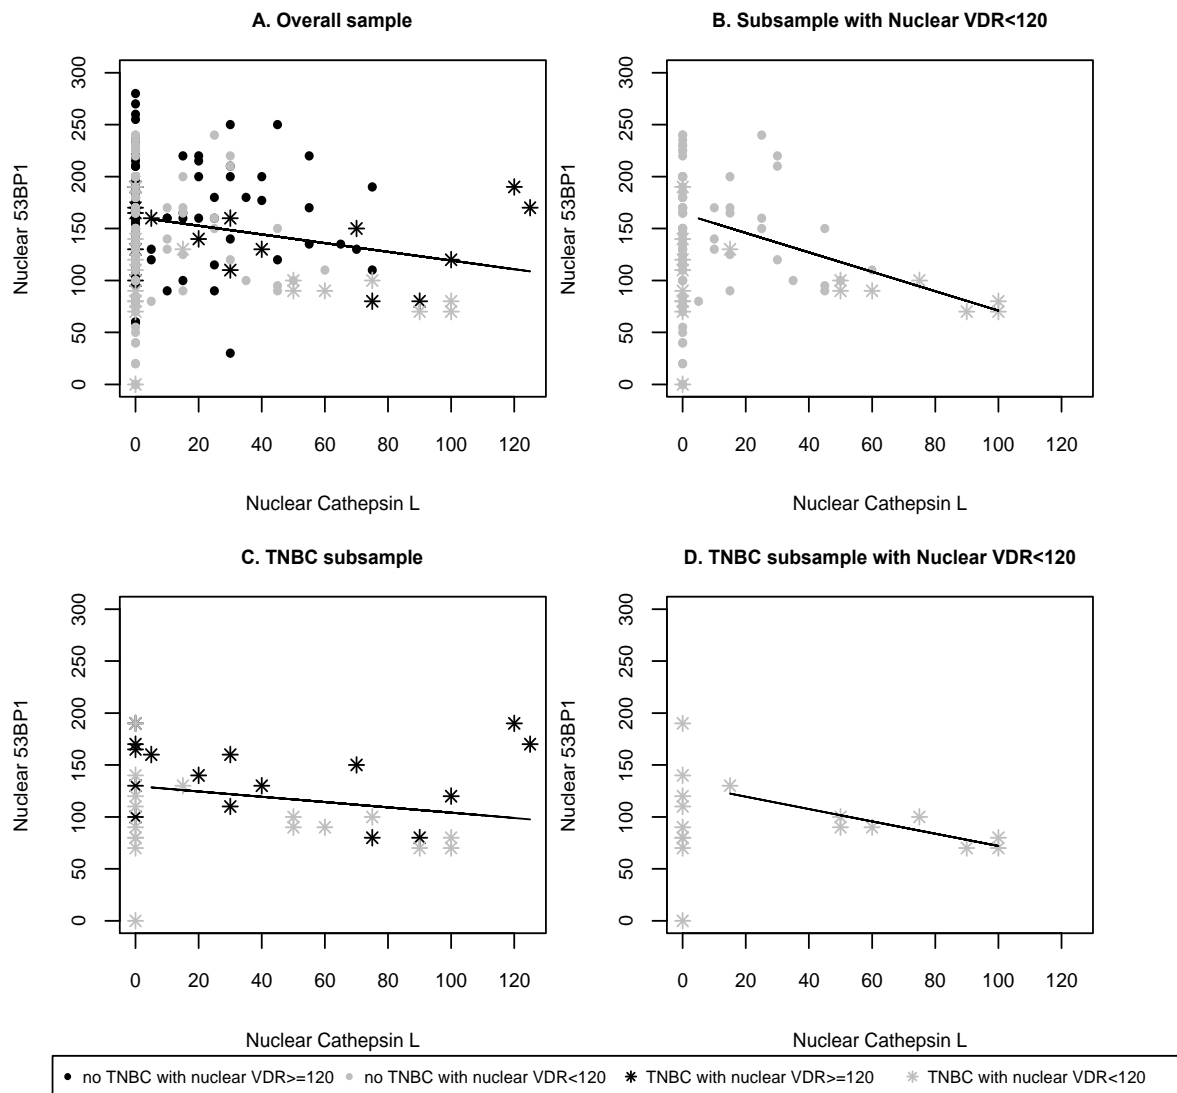 A. Overall sample
B. Subsample with Nuclear VDR<120
Nuclear 53BP1
0 50 100 150 200 250 300
0 20 40 60 80 100 120
Nuclear Cathepsin L
Nuclear 53BP1
0 50 100 150 200 250 300
0 20 40 60 80 100 120
Nuclear Cathepsin L
C. TNBC subsample
D. TNBC subsample with Nuclear VDR<120
Nuclear 53BP1
0 50 100 150 200 250 300
0 20 40 60 80 100 120
Nuclear Cathepsin L
Nuclear 53BP1
0 50 100 150 200 250 300
0 20 40 60 80 100 120
Nuclear Cathepsin L
no TNBC with nuclear VDR>=120 no TNBC with nuclear VDR<120 TNBC with nuclear VDR>=120 TNBC with nuclear VDR<120